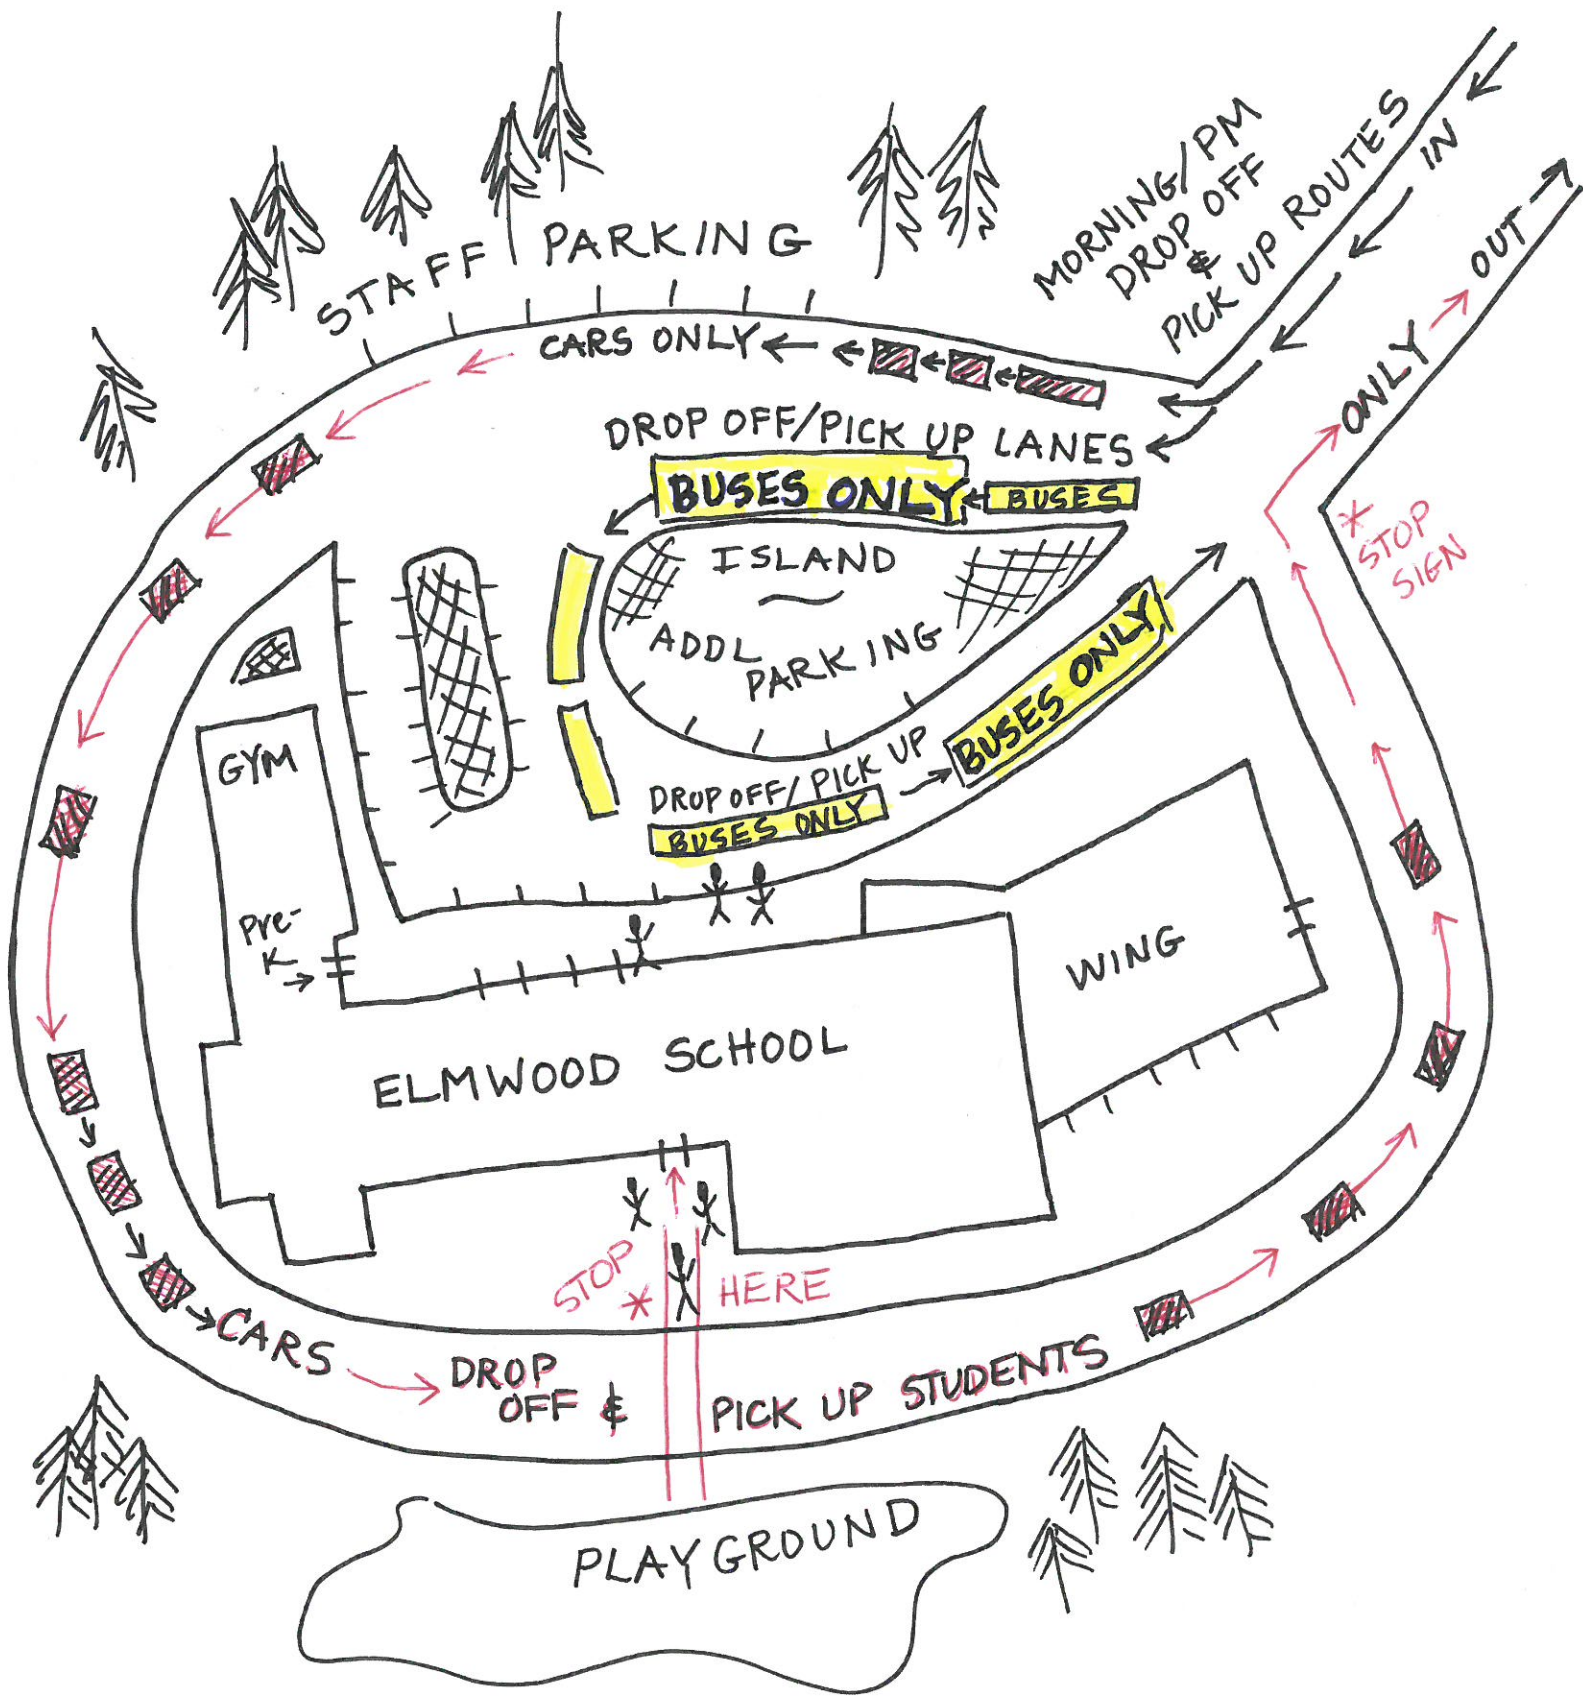 MORNING/PM
DROP OFF
&
PICK UP ROUTES
IN
OUT
ONLY
STAFF PARKING
CARS ONLY
DROP OFF/PICK UP LANES
BUSES ONLY
BUSES
ISLAND
ADDL
PARKING
* STOP
SIGN
BUSES ONLY
DROP OFF/PICK UP
BUSES ONLY
GYM
Pre-
K
WING
ELMWOOD SCHOOL
STOP
* HERE
CARS
DROP
OFF &
PICK UP STUDENTS
PLAYGROUND